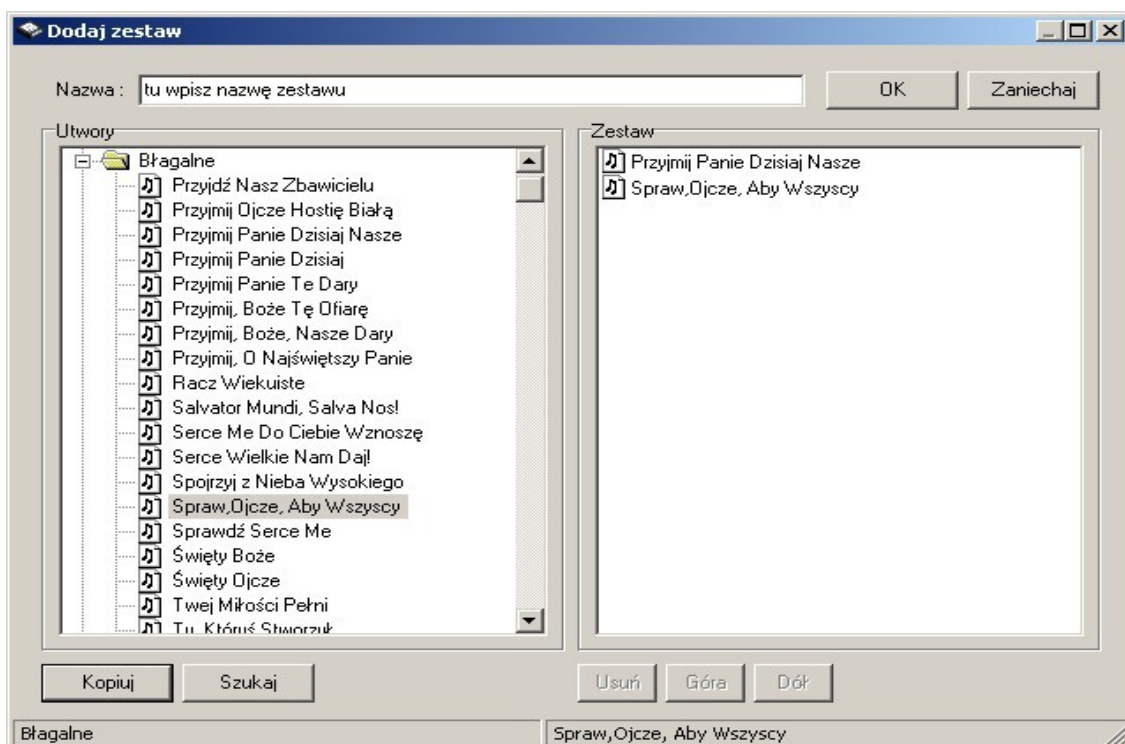 Dodaj zestaw
Nazwa : tu wpisz nazwę zestawu OK Zaniechaj
Utwory
Błagalne
Przyjdź Nasz Zbawicielu
Przyjmij Ojcze Hostię Białą
Przyjmij Panie Dzisiaj Nasze
Przyjmij Panie Dzisiaj
Przyjmij Panie Te Dary
Przyjmij, Boże Tę Ofiarę
Przyjmij, Boże, Nasze Dary
Przyjmij, O Najświętszy Panie
Racz Wiekuiste
Salvator Mundi, Salva Nos!
Serce Me Do Ciebie Wznoszę
Serce Wielkie Nam Daj!
Spojrzyj z Nieba Wysokiego
Spraw,Ojcze, Aby Wszyscy
Sprawdź Serce Me
Święty Boże
Święty Ojcze
Twej Miłości Pełni
Tu, Któruś Stworzuł
Zestaw
Przyjmij Panie Dzisiaj Nasze
Spraw,Ojcze, Aby Wszyscy
Kopiuj Szukaj Usuń Góra Dół
Błagalne Spraw,Ojcze, Aby Wszyscy